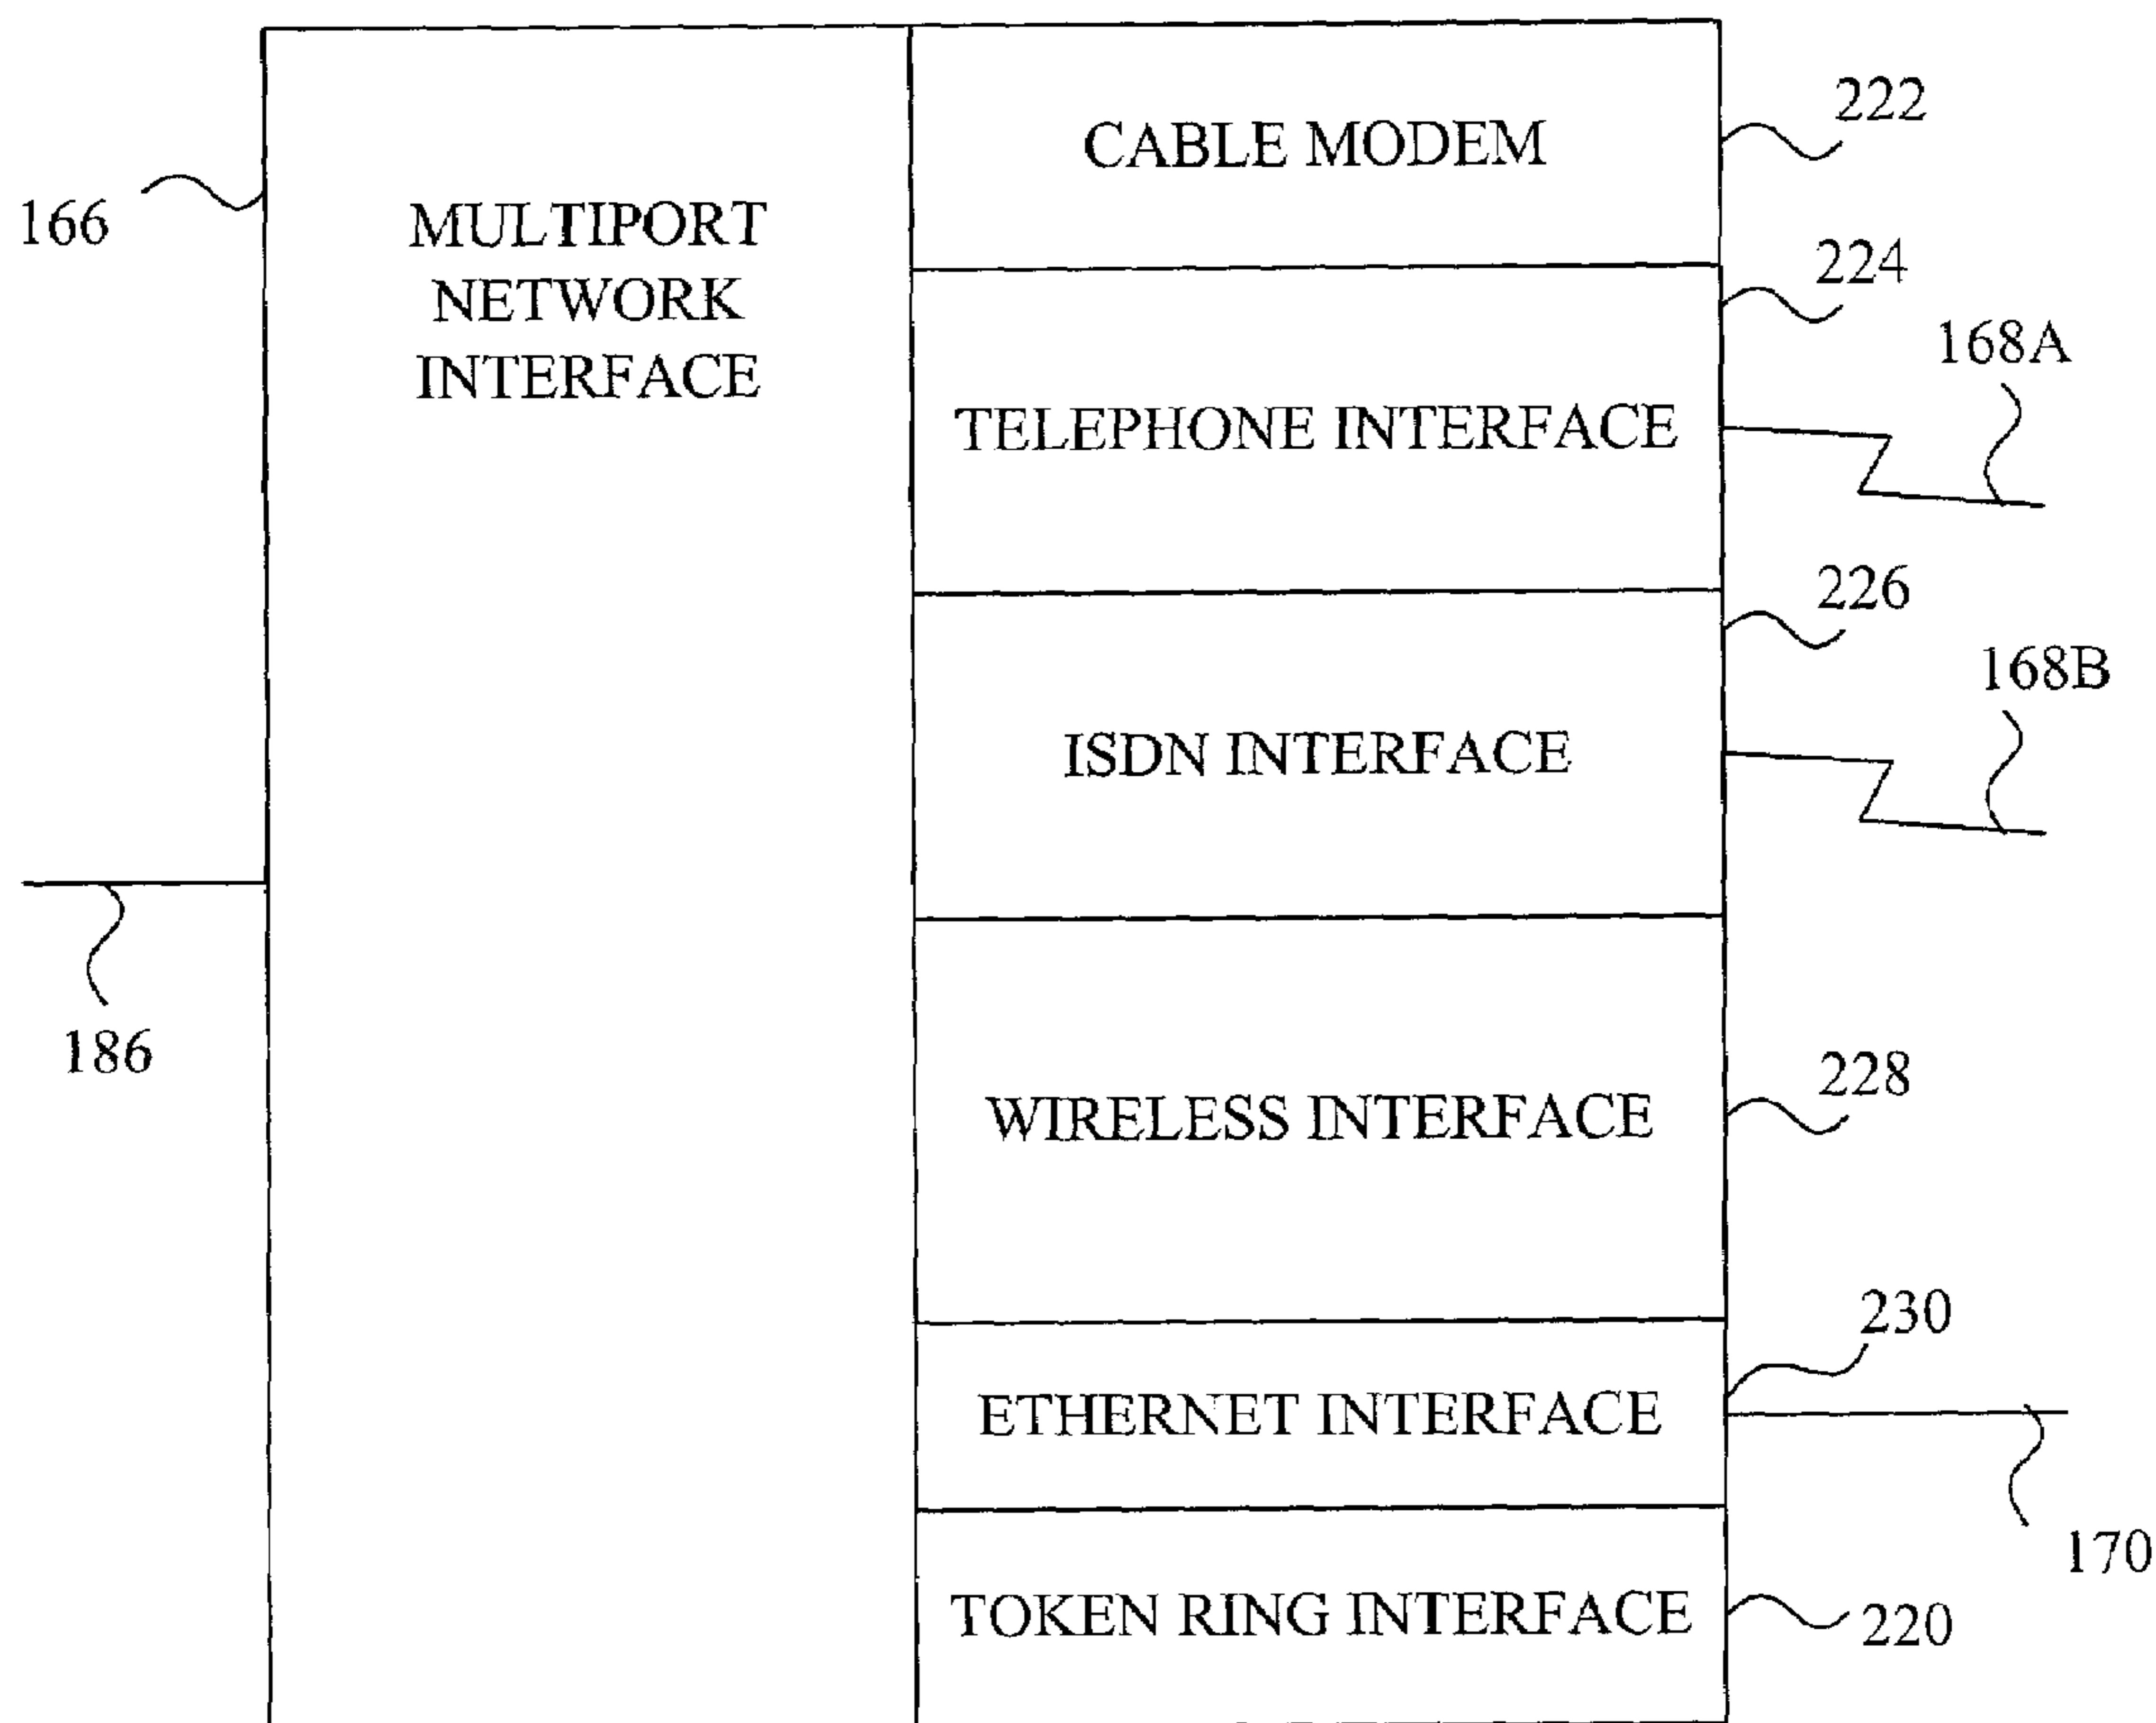 222
CABLE MODEM
166
MULTIPORT
NETWORK
INTERFACE
224
168A
TELEPHONE INTERFACE
226
168B
ISDN INTERFACE
186
228
WIRELESS INTERFACE
230
ETHERNET INTERFACE
170
TOKEN RING INTERFACE
220